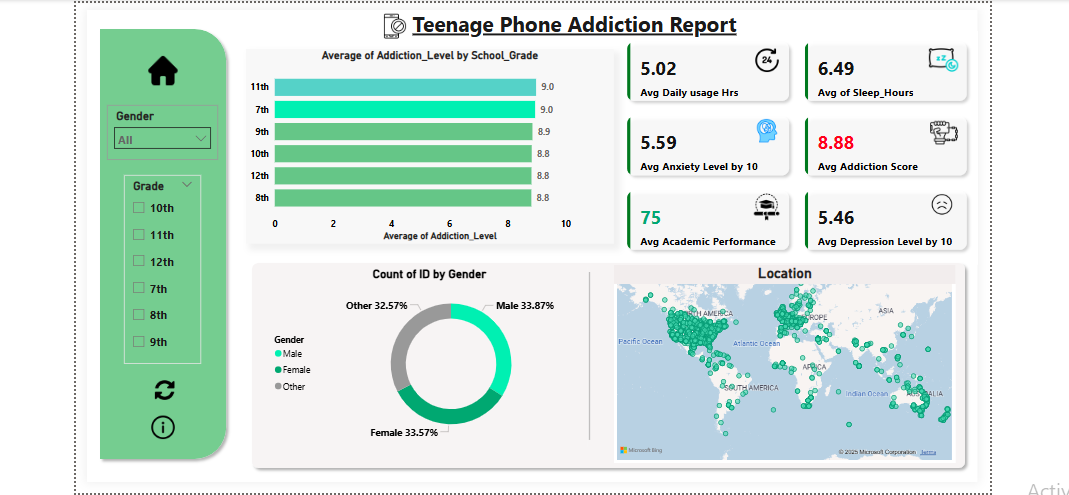 Teenage Phone Addiction Report
Gender
All
Grade
10th
11th
12th
7th
8th
9th
Average of Addiction_Level by School_Grade
11th 9.0
7th 9.0
9th 8.9
10th 8.8
12th 8.8
8th 8.8
0 2 4 6 8 10
Average of Addiction_Level
24
5.02
Avg Daily usage Hrs
zZ
6.49
Avg of Sleep_Hours
5.59
Avg Anxiety Level by 10
8.88
Avg Addiction Score
75
Avg Academic Performance
5.46
Avg Depression Level by 10
Count of ID by Gender
Other 32.57%
Male 33.87%
Gender
Male
Female
Other
Female 33.57%
Location
NORTH AMERICA
EUROPE
ASIA
Pacific Ocean
Atlantic Ocean
AFRICA
SOUTH AMERICA
Indian Ocean
AUSTRALIA
Microsoft Bing
© 2025 Microsoft Corporation Terms
Activ